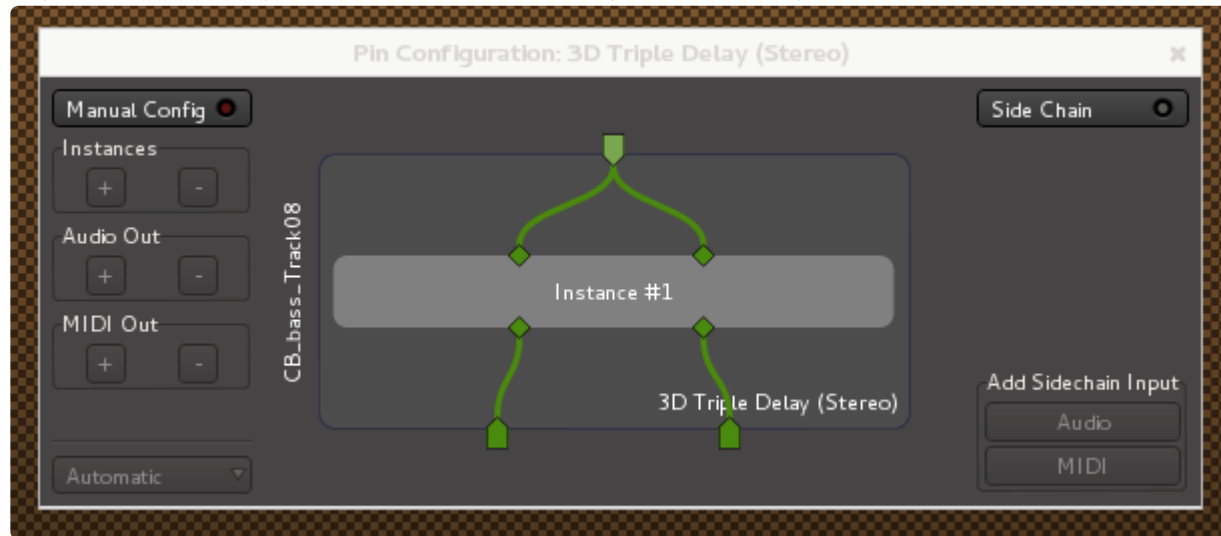 Pin Configuration: 3D Triple Delay (Stereo)
Manual Config
Side Chain
Instances
+ -
Audio Out
+ -
MIDI Out
+ -
Automatic
CB_bass_Track08
Instance #1
3D Triple Delay (Stereo)
Add Sidechain Input
Audio
MIDI